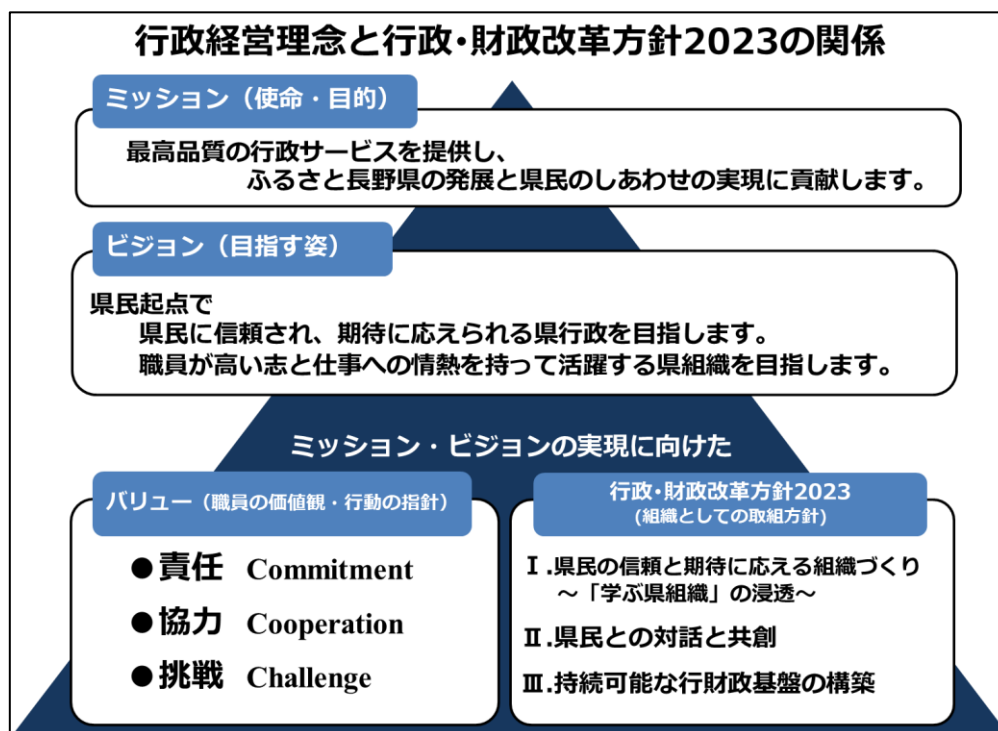 行政経営理念と行政・財政改革方針2023の関係
ミッション（使命・目的）
最高品質の行政サービスを提供し、
ふるさと長野県の発展と県民のしあわせの実現に貢献します。
ビジョン（目指す姿）
県民起点で
県民に信頼され、期待に応えられる県行政を目指します。
職員が高い志と仕事への情熱を持って活躍する県組織を目指します。
ミッション・ビジョンの実現に向けた
バリュー（職員の価値観・行動の指針）
●責任 Commitment
●協力 Cooperation
●挑戦 Challenge
行政・財政改革方針2023
(組織としての取組方針)
Ⅰ.県民の信頼と期待に応える組織づくり
～「学ぶ県組織」の浸透～
Ⅱ.県民との対話と共創
Ⅲ.持続可能な行財政基盤の構築